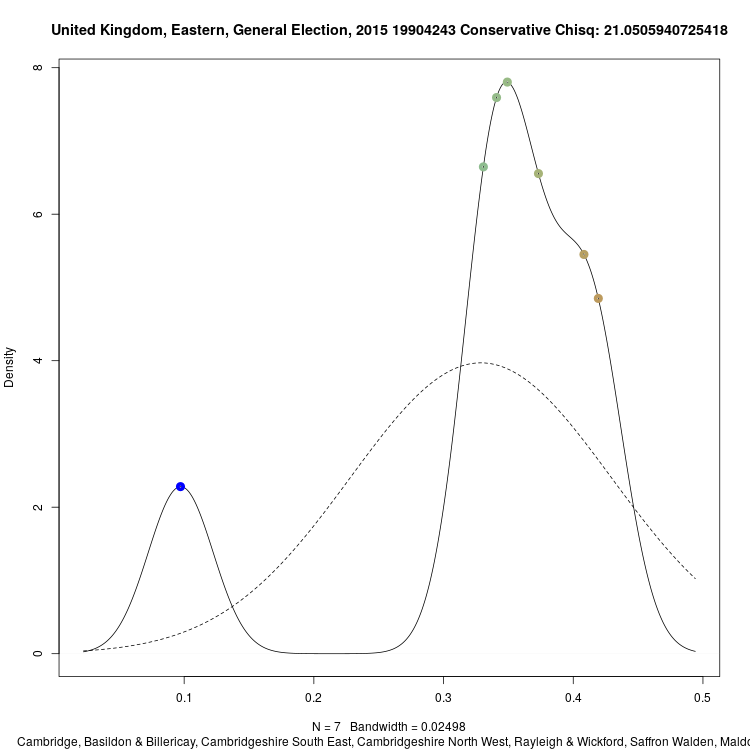 United Kingdom, Eastern, General Election, 2015 19904243 Conservative Chisq: 21.0505940725418
8
6
4
2
0
Density
0.1 0.2 0.3 0.4 0.5
N = 7 Bandwidth = 0.02498
Cambridge, Basildon & Billericay, Cambridgeshire South East, Cambridgeshire North West, Rayleigh & Wickford, Saffron Walden,